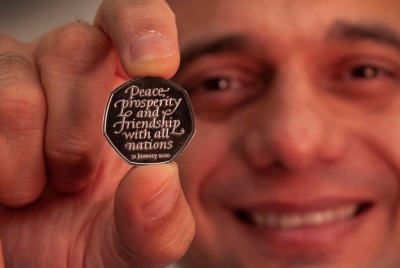 Peace,
prosperity
and
friendship
with all
nations
31 January 2020